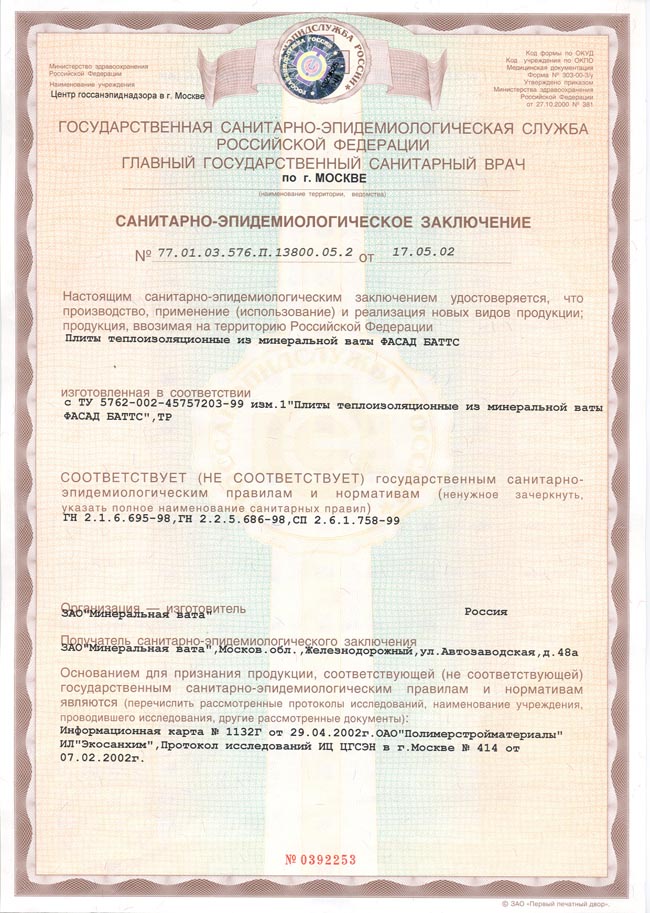 ЭПИДСЛУЖБА РОССИИ
Министерство здравоохранения
Российской Федерации
Наименование учреждения
Центр госсанэпиднадзора в г. Москве
Код формы по ОКУД
Код учреждения по ОКПО
Медицинская документация
Форма № 303-00-3/у
Утверждено приказом
Министерства здравоохранения
Российской Федерации
от 27.10.2000 № 381
ГОСУДАРСТВЕННАЯ САНИТАРНО-ЭПИДЕМИОЛОГИЧЕСКАЯ СЛУЖБА
РОССИЙСКОЙ ФЕДЕРАЦИИ
ГЛАВНЫЙ ГОСУДАРСТВЕННЫЙ САНИТАРНЫЙ ВРАЧ
по г. МОСКВЕ
(наименование территории, ведомства)
САНИТАРНО-ЭПИДЕМИОЛОГИЧЕСКОЕ ЗАКЛЮЧЕНИЕ
№ 77.01.03.576.П.13800.05.2 от 17.05.02
Настоящим санитарно-эпидемиологическим заключением удостоверяется, что
производство, применение (использование) и реализация новых видов продукции;
продукция, ввозимая на территорию Российской Федерации
Плиты теплоизоляционные из минеральной ваты ФАСАД БАТТС
изготовленная в соответствии
с ТУ 5762-002-45757203-99 изм.1"Плиты теплоизоляционные из минеральной ваты
ФАСАД БАТТС",ТР
СООТВЕТСТВУЕТ (НЕ СООТВЕТСТВУЕТ) государственным санитарно-
эпидемиологическим правилам и нормативам (ненужное зачеркнуть,
указать полное наименование санитарных правил)
ГН 2.1.6.695-98,ГН 2.2.5.686-98,СП 2.6.1.758-99
Организация — изготовитель
ЗАО"Минеральная вата" Россия
Получатель санитарно-эпидемиологического заключения
ЗАО"Минеральная вата",Москов.обл.,Железнодорожный,ул.Автозаводская,д.48а
Основанием для признания продукции, соответствующей (не соответствующей)
государственным санитарно-эпидемиологическим правилам и нормативам
являются (перечислить рассмотренные протоколы исследований, наименование учреждения,
проводившего исследования, другие рассмотренные документы):
Информационная карта № 1132Г от 29.04.2002г.ОАО"Полимерстройматериалы"
ИЛ"Экосанхим",Протокол исследований ИЦ ЦГСЭН в г.Москве № 414 от
07.02.2002г.
№ 0392253
© ЗАО «Первый печатный двор».